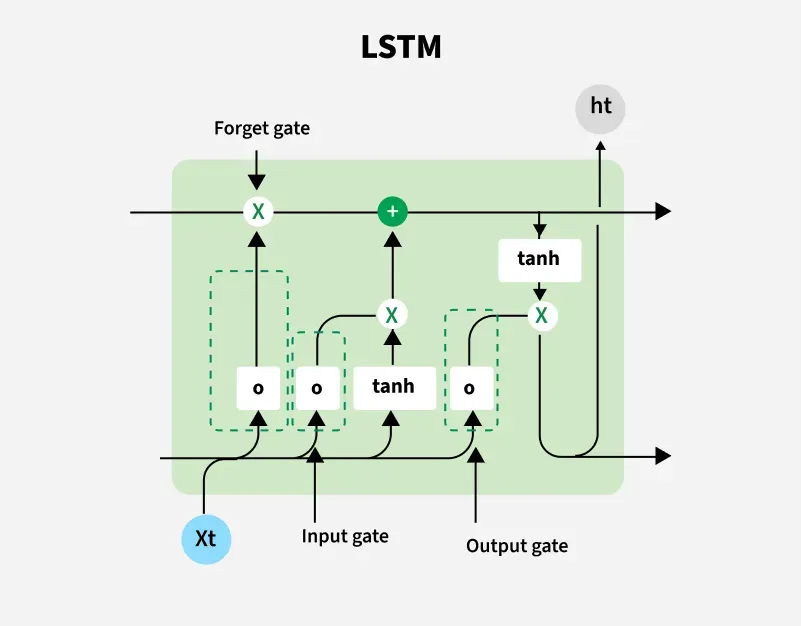 LSTM
ht
Forget gate
X
+
tanh
X
X
o
o
tanh
o
Xt
Input gate
Output gate